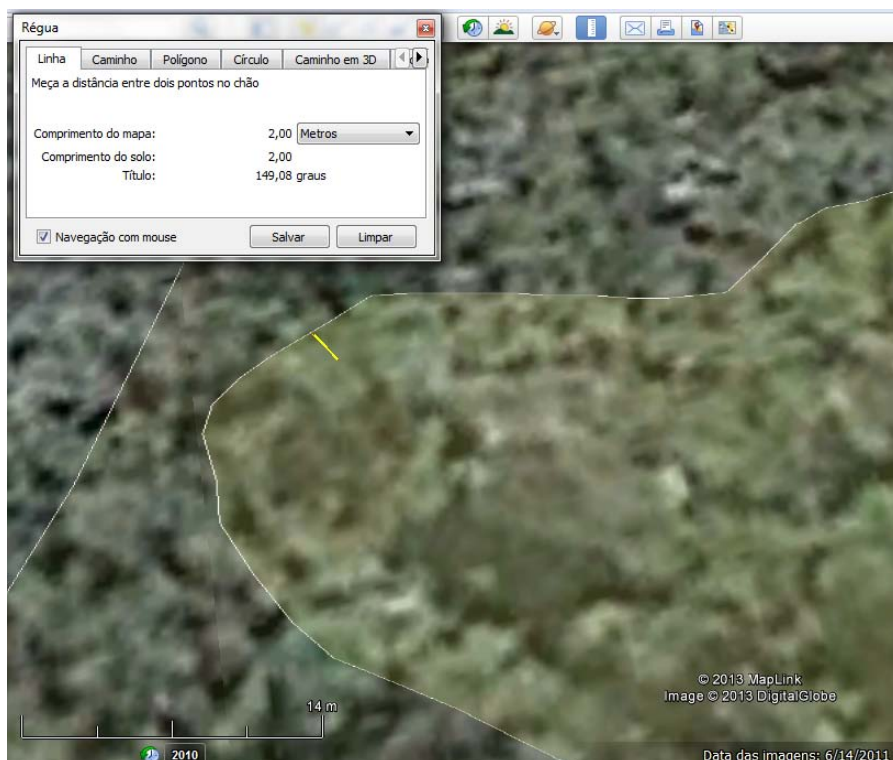 Régua
Linha Caminho Polígono Círculo Caminho em 3D
Meça a distância entre dois pontos no chão
Comprimento do mapa: 2,00 Metros
Comprimento do solo: 2,00
Título: 149,08 graus
Navegação com mouse Salvar Limpar
© 2013 MapLink
Image © 2013 DigitalGlobe
14 m
2010
Data das imagens: 6/14/2011